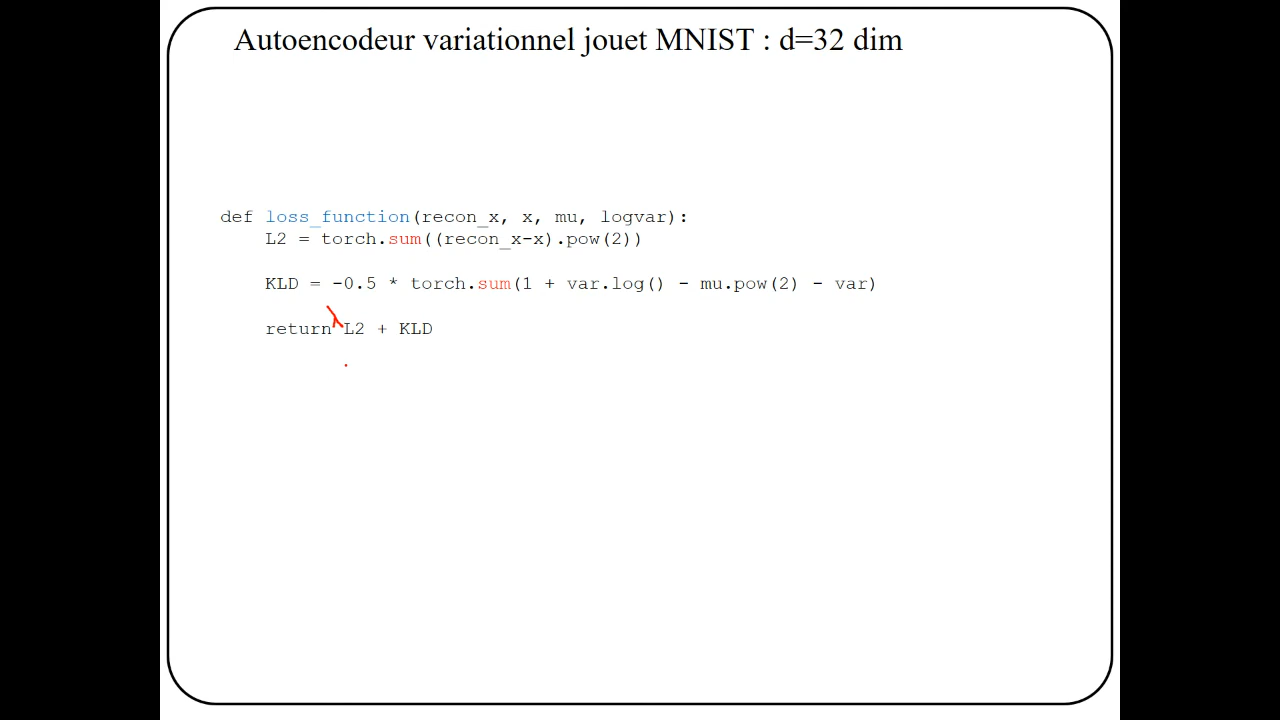 Autoencodeur variationnel jouet MNIST : d=32 dim
def loss_function(recon_x, x, mu, logvar):
L2 = torch.sum((recon_x-x).pow(2))
KLD = -0.5 * torch.sum(1 + var.log() - mu.pow(2) - var)
return λ L2 + KLD